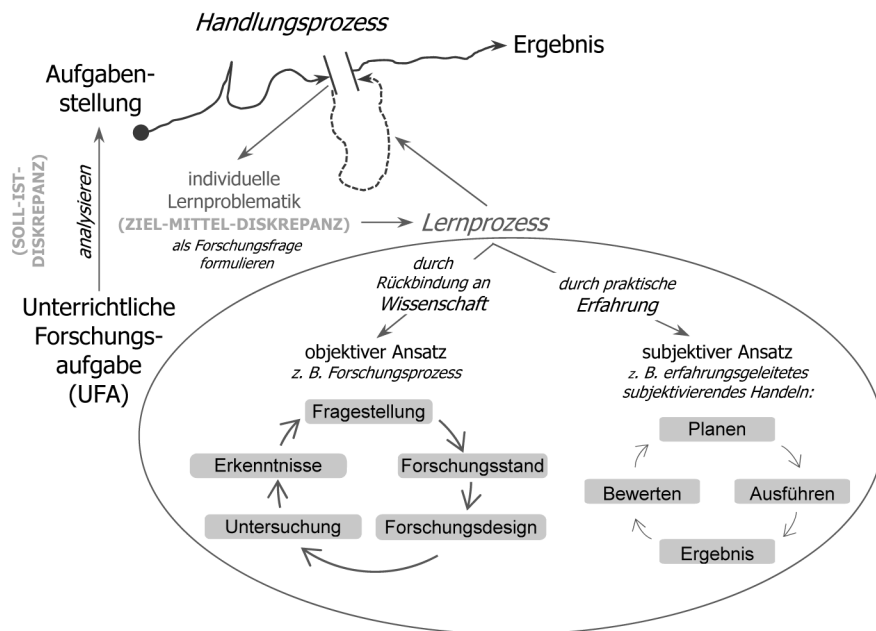 Handlungsprozess
Ergebnis
Aufgaben-
stellung
(SOLL-IST-
DISKREPANZ)
analysieren
Unterrichtliche
Forschungs-
aufgabe
(UFA)
individuelle
Lernproblematik
(ZIEL-MITTEL-DISKREPANZ)
als Forschungsfrage
formulieren
Lernprozess
durch
Rückbindung an
Wissenschaft
durch praktische
Erfahrung
objektiver Ansatz
z. B. Forschungsprozess
Fragestellung
Forschungsstand
Forschungsdesign
Untersuchung
Erkenntnisse
subjektiver Ansatz
z. B. erfahrungsgeleitetes
subjektivierendes Handeln:
Planen
Ausführen
Ergebnis
Bewerten